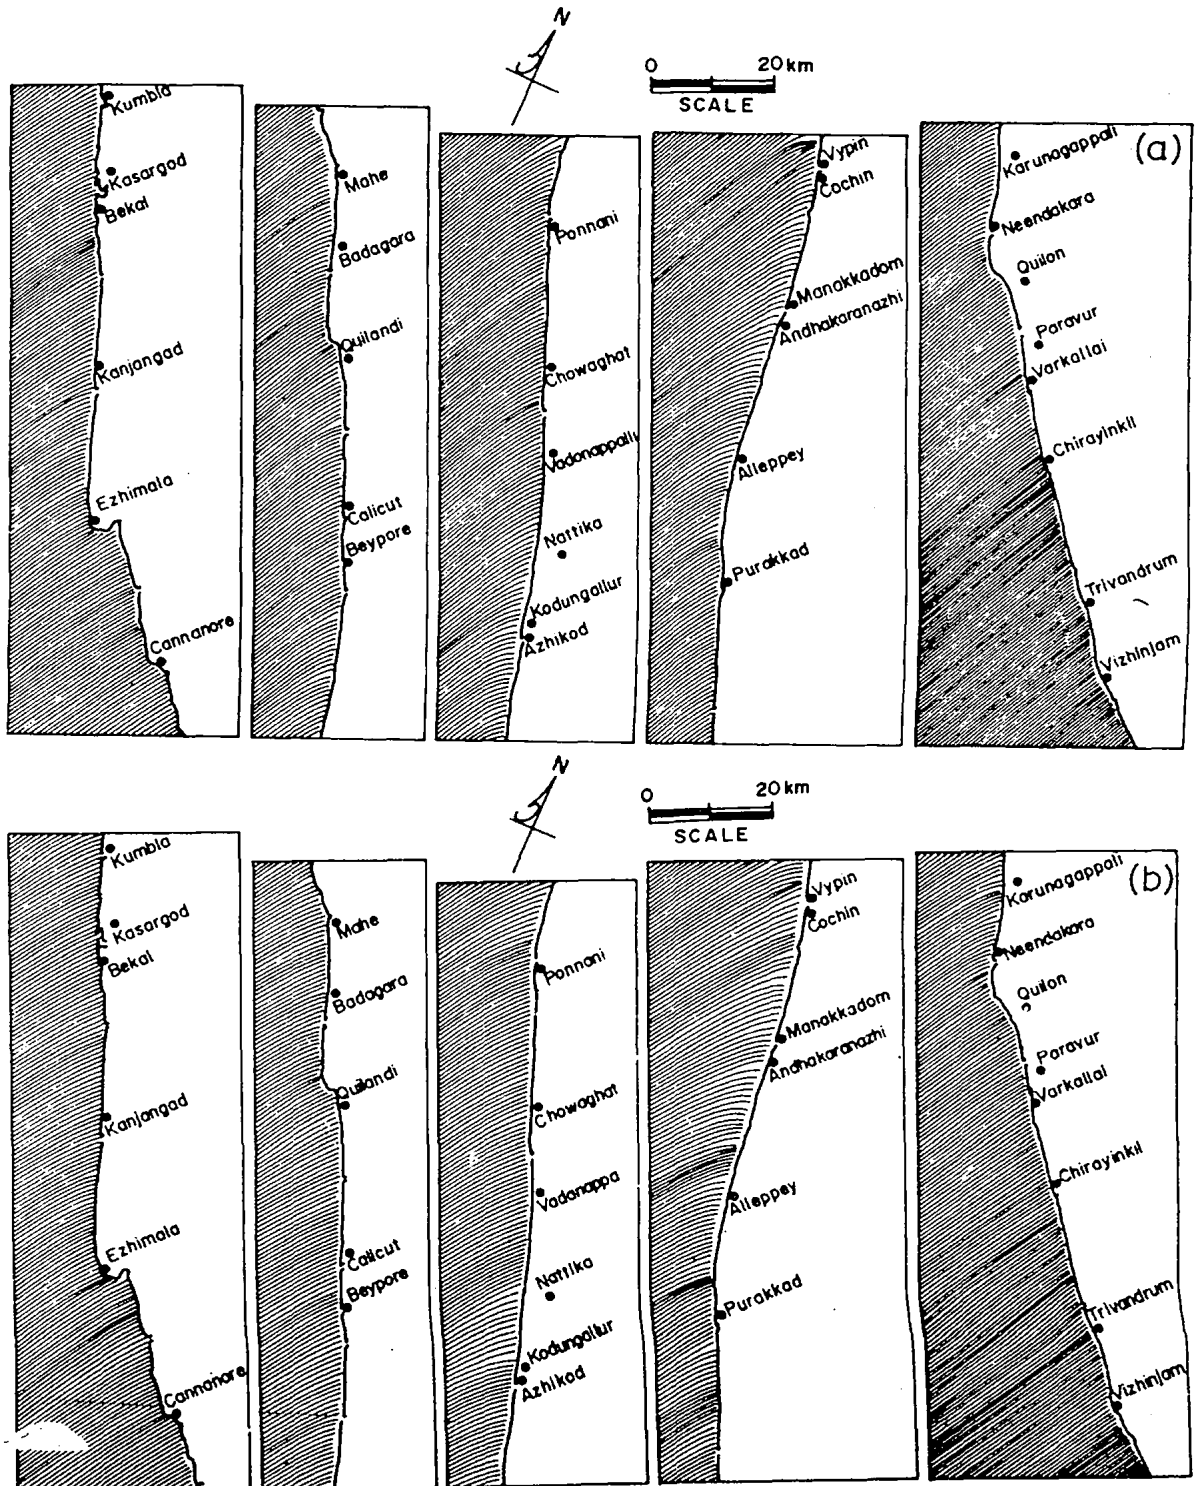 N
0 20 km
SCALE
(a)
Kumbla
Kasargod
Bekal
Kanjangad
Ezhimala
Cannanore
Mahe
Badagara
Quilandi
Calicut
Beypore
Ponnani
Chowaghat
Vadanappalli
Nattika
Kodungallur
Azhikod
Vypin
Cochin
Manakkadom
Andhakaranazhi
Alleppey
Purakkad
Karunagappali
Neendakara
Quilon
Paravur
Varkallai
Chirayinkil
Trivandrum
Vizhinjam
N
0 20 km
SCALE
(b)
Kumbla
Kasargod
Bekal
Kanjangad
Ezhimala
Cannanore
Mahe
Badagara
Quilandi
Calicut
Beypore
Ponnani
Chowaghat
Vadanappa
Nattika
Kodungallur
Azhikod
Vypin
Cochin
Manakkadom
Andhakaranazhi
Alleppey
Purakkad
Karunagappali
Neendakara
Quilon
Paravur
Varkallai
Chirayinkil
Trivandrum
Vizhinjam